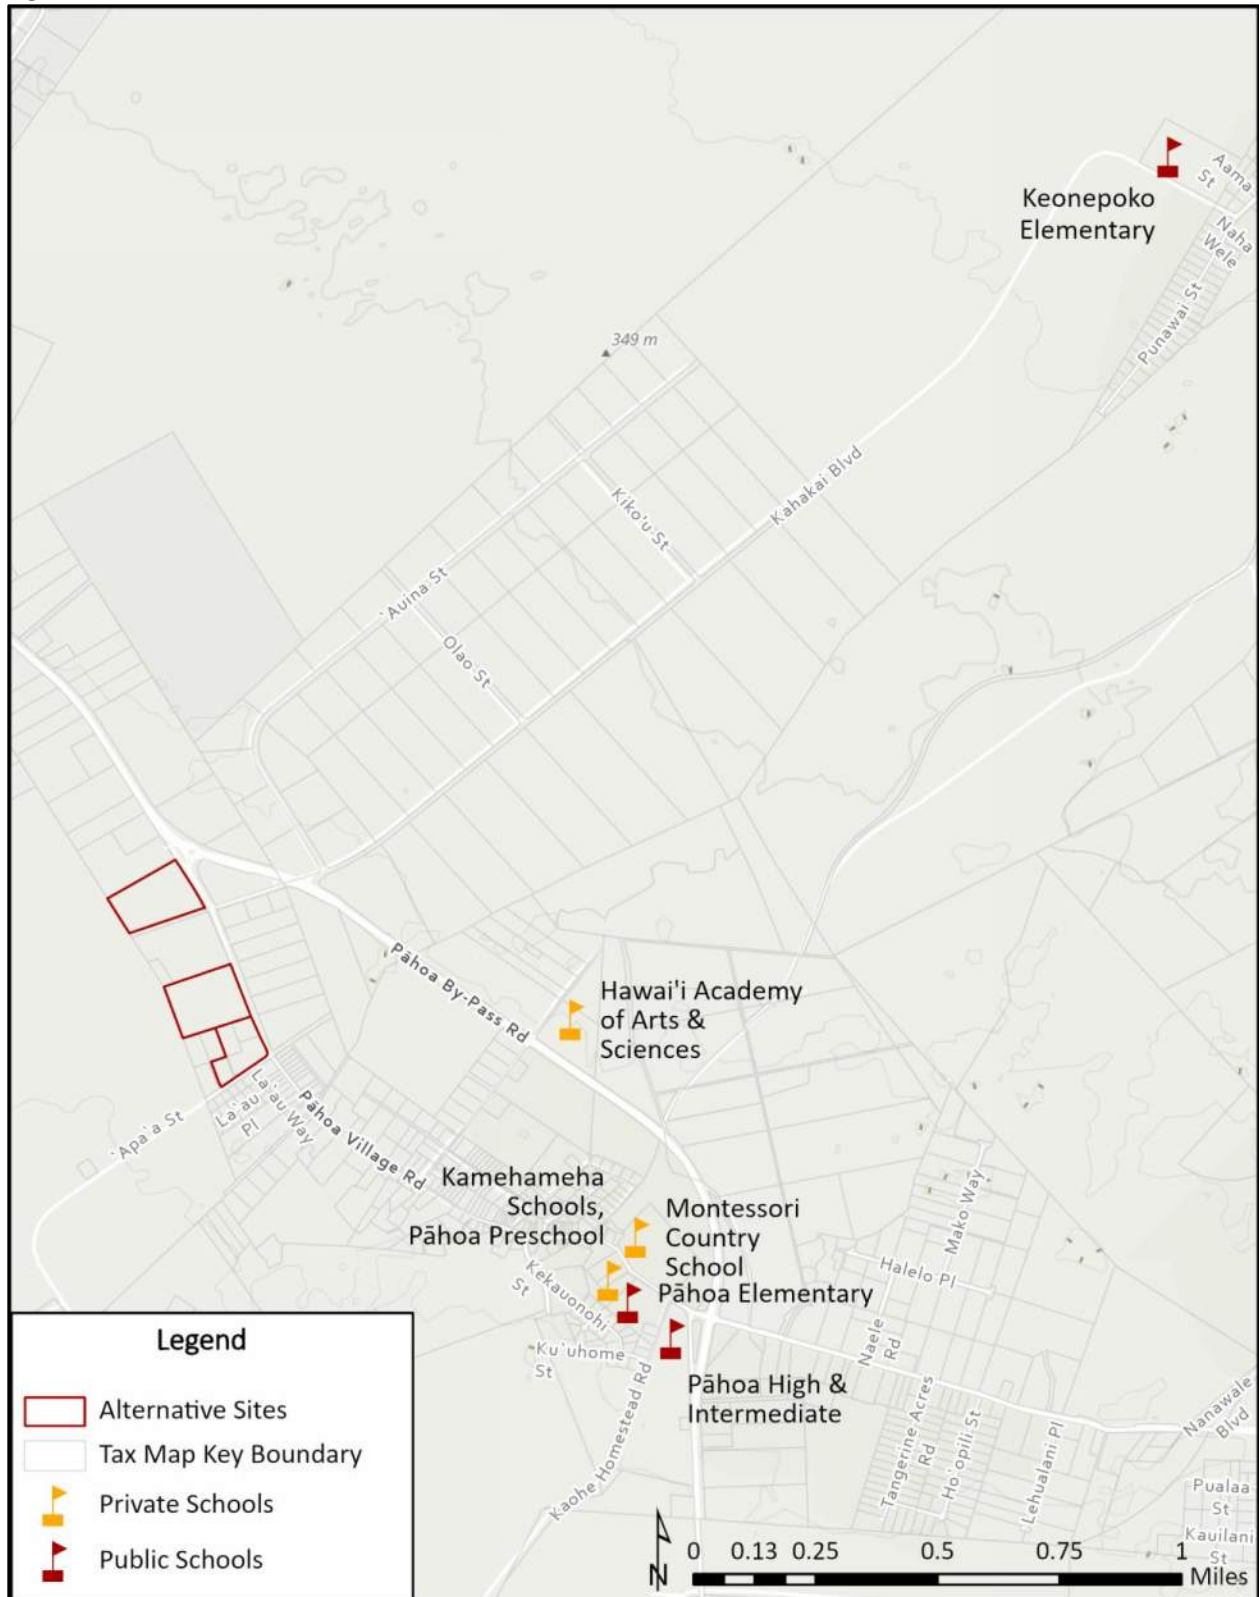 Keonepoko
Elementary
Aama
St
Naha
Wele
Punawai St
349 m
Kahakai Blvd
Kiko'u St
`Auina St
Olao St
Pāhoa By-Pass Rd
Hawai'i Academy
of Arts &
Sciences
La`au
Pl
La`au Way
`Apa`a St
Pāhoa Village Rd
Kamehameha
Schools,
Pāhoa Preschool
Montessori
Country
School
Pāhoa Elementary
Mako Way
Halelo Pl
Kekauonohi
St
Ku`uhome
St
Naele
Rd
Pāhoa High &
Intermediate
Kaohe Homestead Rd
Tangerine Acres
Rd
Ho`opili St
Lehualani Pl
Nanawale
Blvd
Pualaa
St
Kauilani
St
Legend
Alternative Sites
Tax Map Key Boundary
Private Schools
Public Schools
N
0 0.13 0.25 0.5 0.75 1
Miles